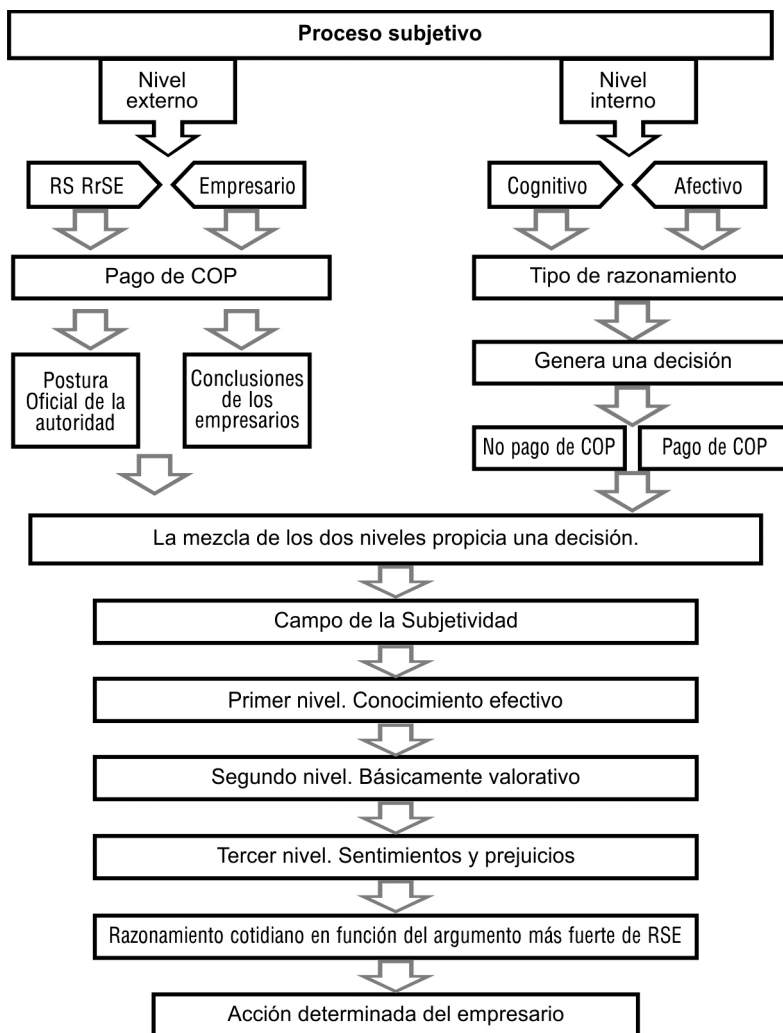 Proceso subjetivo
Nivel
externo
Nivel
interno
RS RrSE
Empresario
Cognitivo
Afectivo
Pago de COP
Tipo de razonamiento
Postura
Oficial de la
autoridad
Conclusiones
de los
empresarios
Genera una decisión
No pago de COP
Pago de COP
La mezcla de los dos niveles propicia una decisión.
Campo de la Subjetividad
Primer nivel. Conocimiento efectivo
Segundo nivel. Básicamente valorativo
Tercer nivel. Sentimientos y prejuicios
Razonamiento cotidiano en función del argumento más fuerte de RSE
Acción determinada del empresario